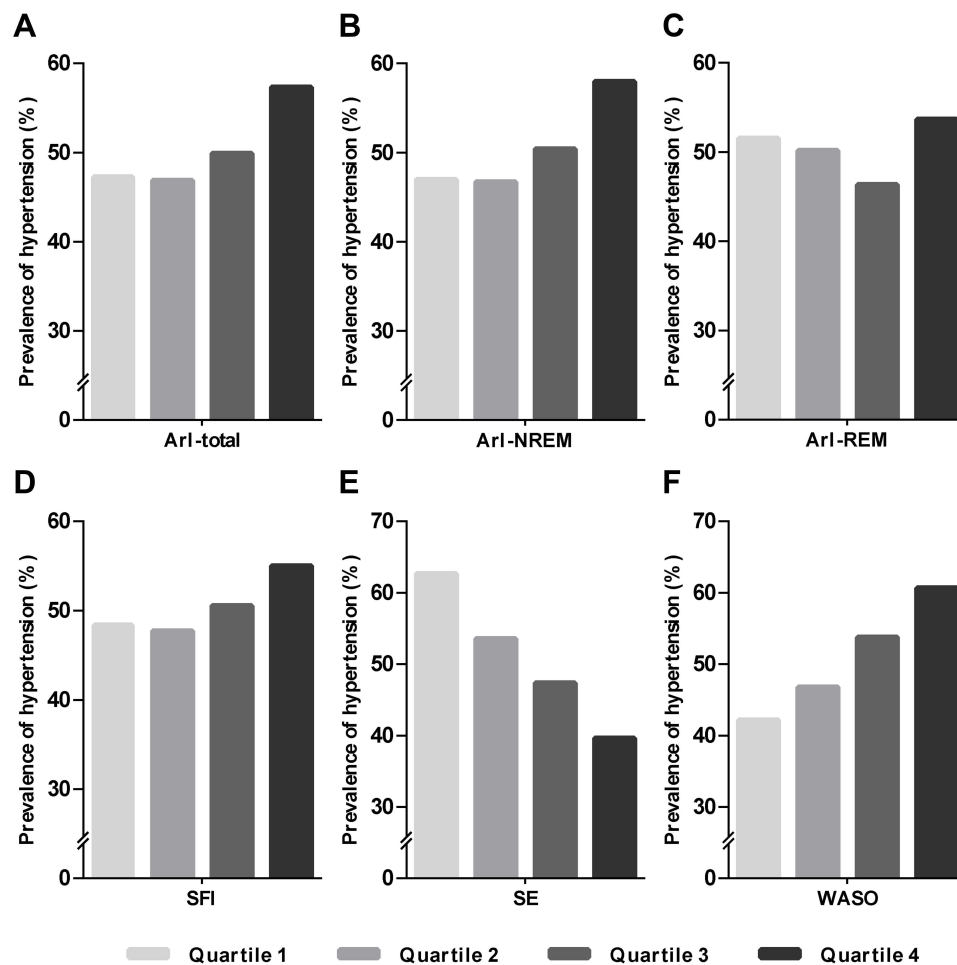 A
Prevalence of hypertension (%)
60
50
40
30
0
ArI-total
B
Prevalence of hypertension (%)
60
50
40
30
0
ArI-NREM
C
Prevalence of hypertension (%)
60
50
40
30
0
ArI-REM
D
Prevalence of hypertension (%)
60
50
40
30
0
SFI
E
Prevalence of hypertension (%)
70
60
50
40
30
0
SE
F
Prevalence of hypertension (%)
70
60
50
40
30
0
WASO
Quartile 1 Quartile 2 Quartile 3 Quartile 4